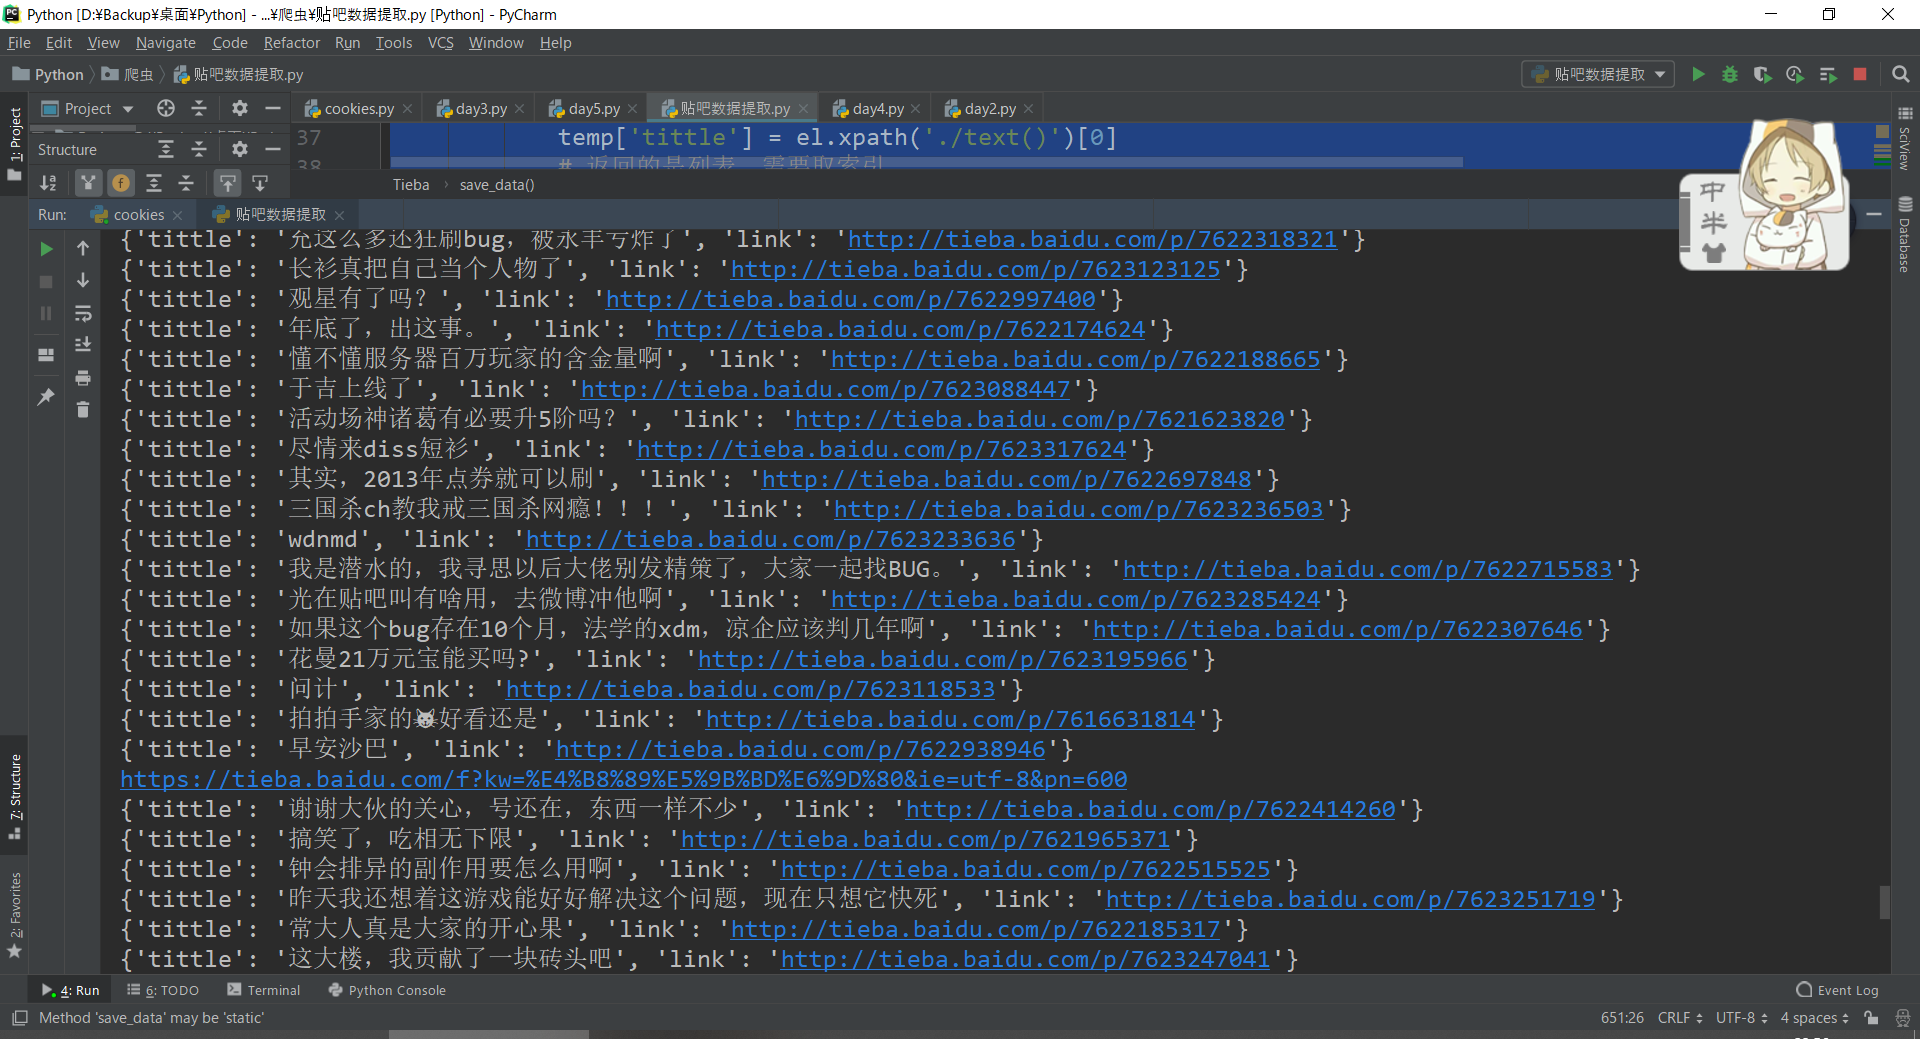 Python [D:¥Backup¥桌面¥Python] - ...¥爬虫¥贴吧数据提取.py [Python] - PyCharm
File Edit View Navigate Code Refactor Run Tools VCS Window Help
Python 爬虫 贴吧数据提取.py 贴吧数据提取
Project cookies.py day3.py day5.py 贴吧数据提取.py day4.py day2.py
1: Project
SciView
Database
Structure
37 temp['tittle'] = el.xpath('./text()')[0]
38 # 返回的是列表，需要取索引
Tieba save_data()
中
半
Run: cookies 贴吧数据提取
{'tittle': '充这么多还狂刷bug，被永丰亏炸了', 'link': 'http://tieba.baidu.com/p/7622318321'}
{'tittle': '长衫真把自己当个人物了', 'link': 'http://tieba.baidu.com/p/7623123125'}
{'tittle': '观星有了吗？', 'link': 'http://tieba.baidu.com/p/7622997400'}
{'tittle': '年底了，出这事。', 'link': 'http://tieba.baidu.com/p/7622174624'}
{'tittle': '懂不懂服务器百万玩家的含金量啊', 'link': 'http://tieba.baidu.com/p/7622188665'}
{'tittle': '于吉上线了', 'link': 'http://tieba.baidu.com/p/7623088447'}
{'tittle': '活动场神诸葛有必要升5阶吗？', 'link': 'http://tieba.baidu.com/p/7621623820'}
{'tittle': '尽情来diss短衫', 'link': 'http://tieba.baidu.com/p/7623317624'}
{'tittle': '其实，2013年点券就可以刷', 'link': 'http://tieba.baidu.com/p/7622697848'}
{'tittle': '三国杀ch教我戒三国杀网瘾！！！', 'link': 'http://tieba.baidu.com/p/7623236503'}
{'tittle': 'wdnmd', 'link': 'http://tieba.baidu.com/p/7623233636'}
{'tittle': '我是潜水的，我寻思以后大佬别发精策了，大家一起找BUG。', 'link': 'http://tieba.baidu.com/p/7622715583'}
{'tittle': '光在贴吧叫有啥用，去微博冲他啊', 'link': 'http://tieba.baidu.com/p/7623285424'}
{'tittle': '如果这个bug存在10个月，法学的xdm，凉企应该判几年啊', 'link': 'http://tieba.baidu.com/p/7622307646'}
{'tittle': '花曼21万元宝能买吗?', 'link': 'http://tieba.baidu.com/p/7623195966'}
{'tittle': '问计', 'link': 'http://tieba.baidu.com/p/7623118533'}
{'tittle': '拍拍手家的🐱好看还是', 'link': 'http://tieba.baidu.com/p/7616631814'}
{'tittle': '早安沙巴', 'link': 'http://tieba.baidu.com/p/7622938946'}
https://tieba.baidu.com/f?kw=%E4%B8%89%E5%9B%BD%E6%9D%80&ie=utf-8&pn=600
{'tittle': '谢谢大伙的关心，号还在，东西一样不少', 'link': 'http://tieba.baidu.com/p/7622414260'}
{'tittle': '搞笑了，吃相无下限', 'link': 'http://tieba.baidu.com/p/7621965371'}
{'tittle': '钟会排异的副作用要怎么用啊', 'link': 'http://tieba.baidu.com/p/7622515525'}
{'tittle': '昨天我还想着这游戏能好好解决这个问题，现在只想它快死', 'link': 'http://tieba.baidu.com/p/7623251719'}
{'tittle': '常大人真是大家的开心果', 'link': 'http://tieba.baidu.com/p/7622185317'}
{'tittle': '这大楼，我贡献了一块砖头吧', 'link': 'http://tieba.baidu.com/p/7623247041'}
7: Structure
2: Favorites
4: Run 6: TODO Terminal Python Console Event Log
Method 'save_data' may be 'static' 651:26 CRLF UTF-8 4 spaces